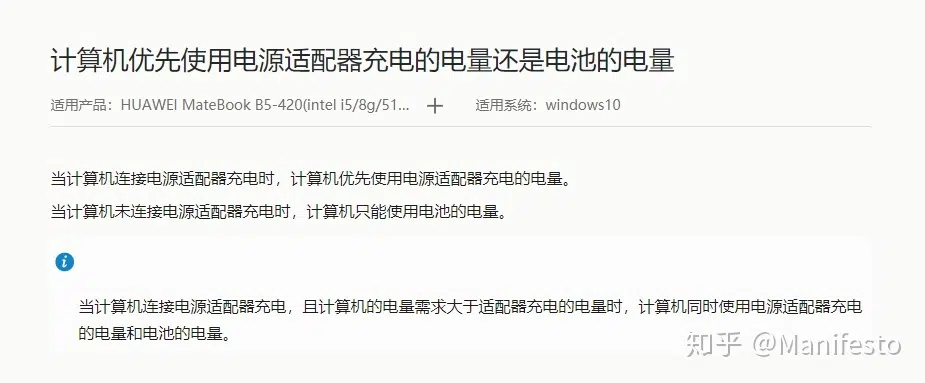 计算机优先使用电源适配器充电的电量还是电池的电量
适用产品：HUAWEI MateBook B5-420(intel i5/8g/51... 适用系统：windows10
当计算机连接电源适配器充电时，计算机优先使用电源适配器充电的电量。
当计算机未连接电源适配器充电时，计算机只能使用电池的电量。
当计算机连接电源适配器充电，且计算机的电量需求大于适配器充电的电量时，计算机同时使用电源适配器充电
的电量和电池的电量。
知乎 @Manifesto